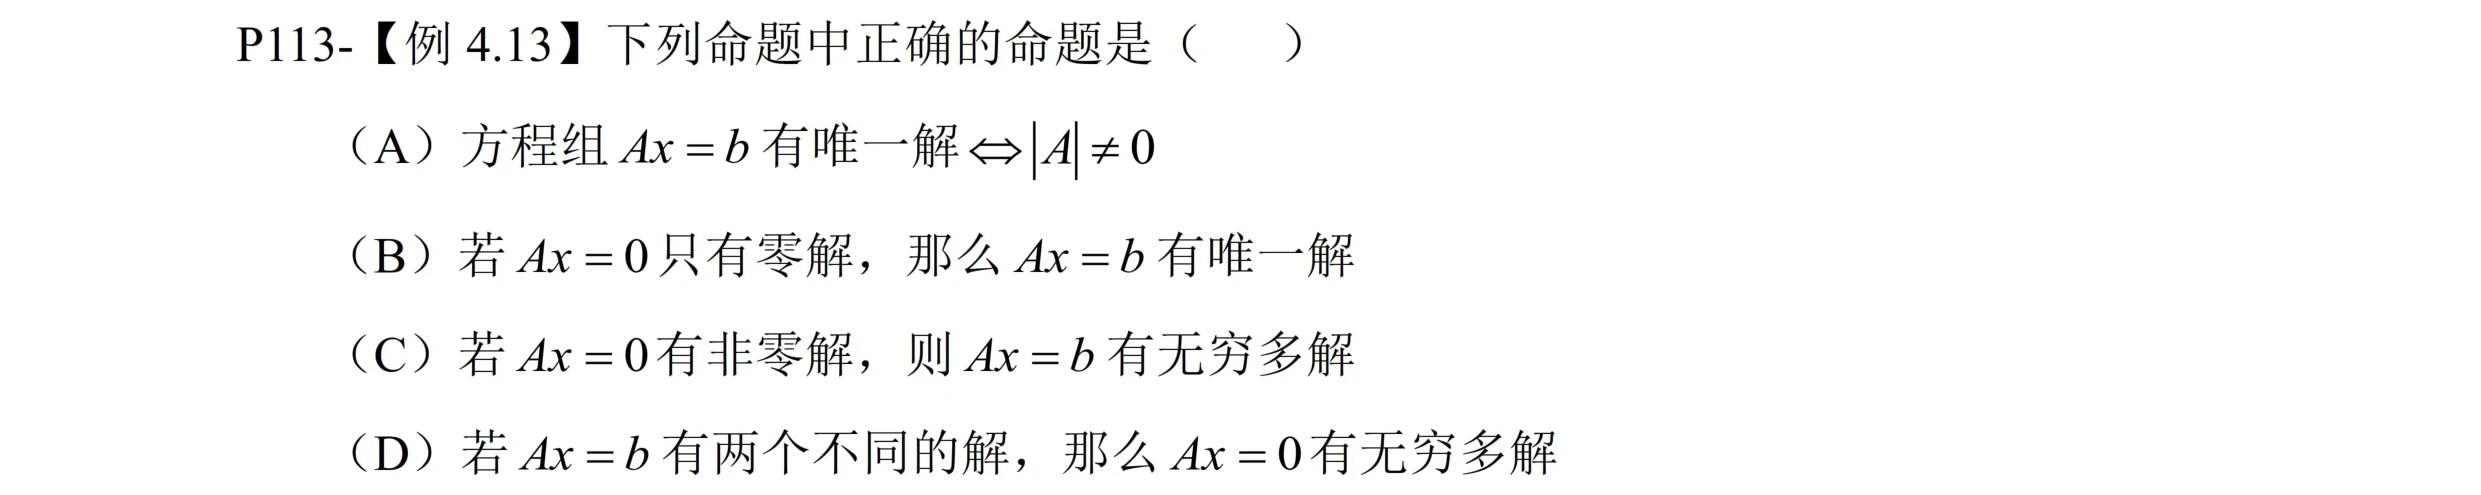 P113-【例 4.13】下列命题中正确的命题是（　　）
（A）方程组 Ax = b 有唯一解⇔|A| ≠ 0
（B）若 Ax = 0 只有零解，那么 Ax = b 有唯一解
（C）若 Ax = 0 有非零解，则 Ax = b 有无穷多解
（D）若 Ax = b 有两个不同的解，那么 Ax = 0 有无穷多解